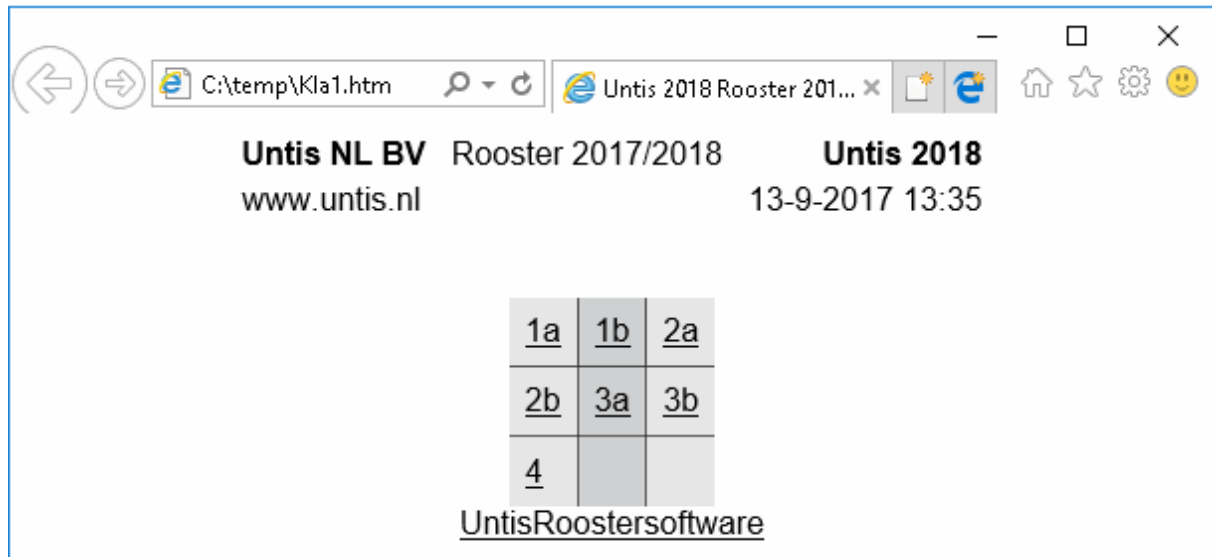 C:\temp\Kla1.htm Untis 2018 Rooster 201...
Untis NL BV Rooster 2017/2018 Untis 2018
www.untis.nl 13-9-2017 13:35
1a 1b 2a
2b 3a 3b
4
UntisRoostersoftware